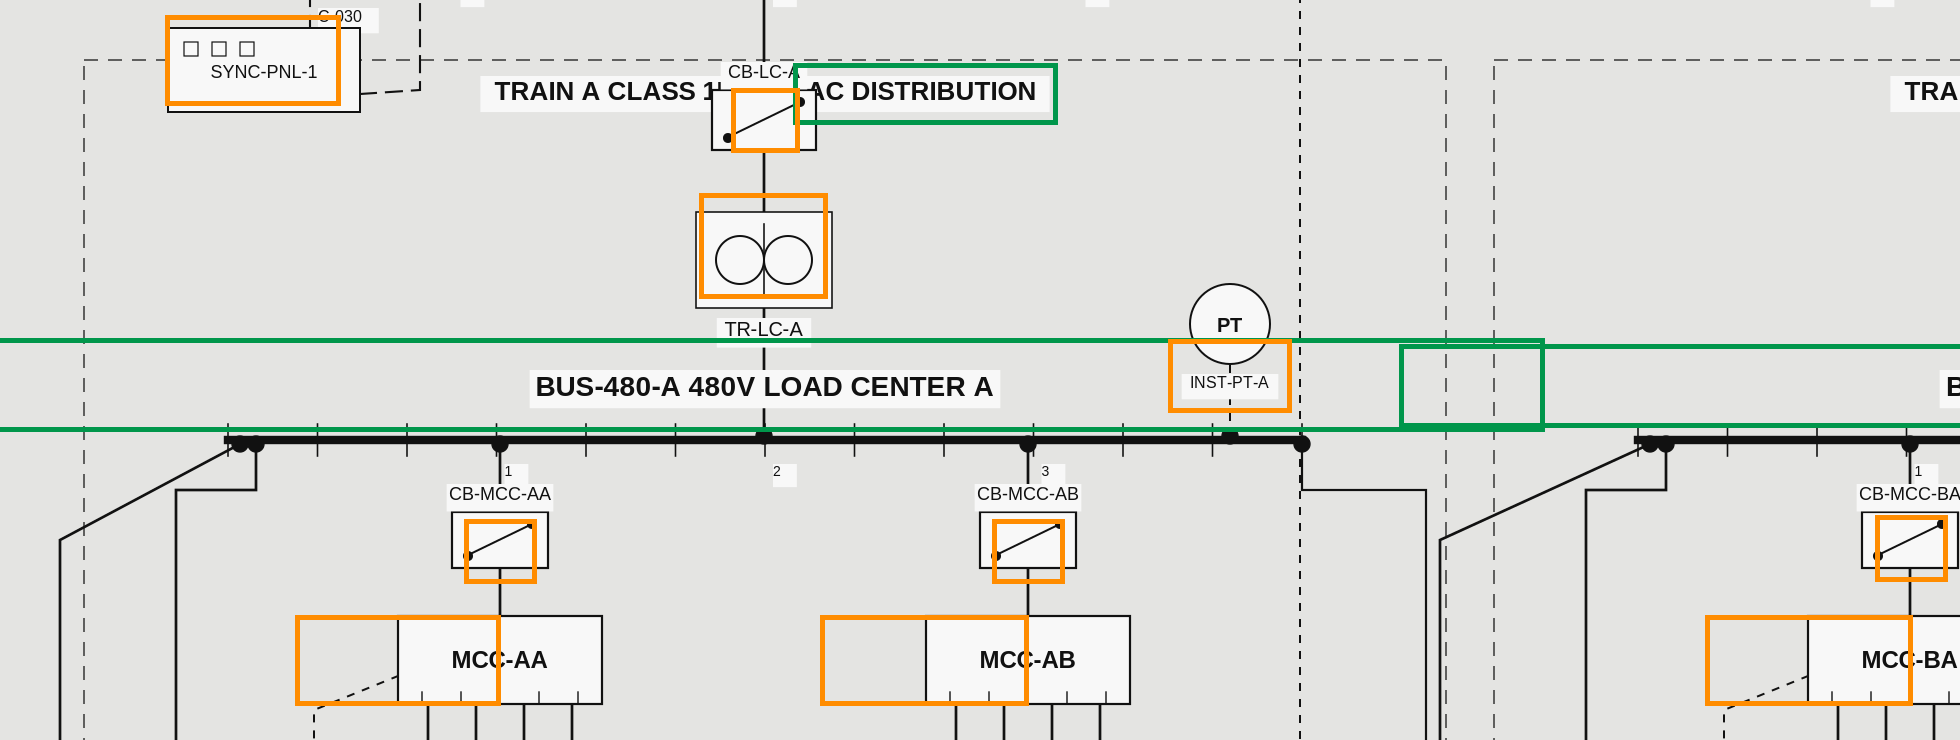 C-030
SYNC-PNL-1
CB-LC-A
TRAIN A CLASS 1
AC DISTRIBUTION
TRA
TR-LC-A
PT
INST-PT-A
BUS-480-A 480V LOAD CENTER A
B
1
2
3
1
CB-MCC-AA
CB-MCC-AB
CB-MCC-BA
MCC-AA
MCC-AB
MCC-BA